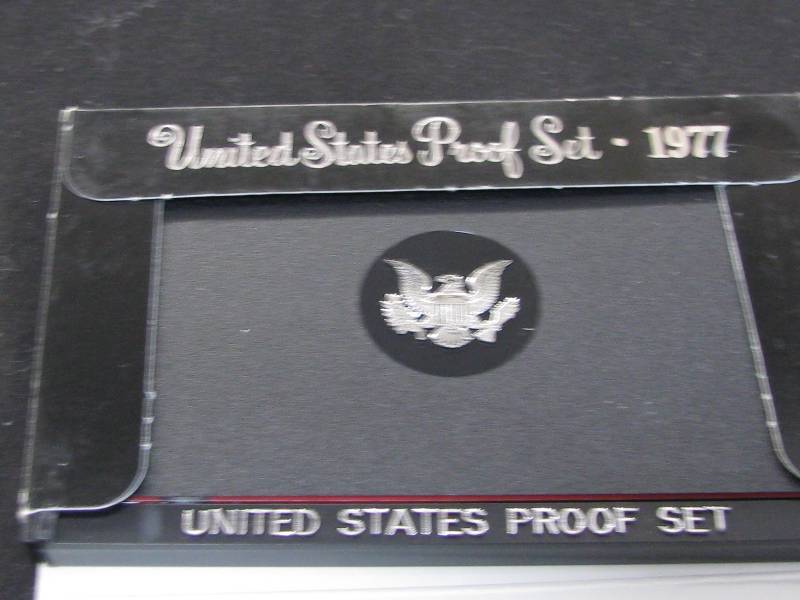 United States Proof Set - 1977
UNITED STATES PROOF SET